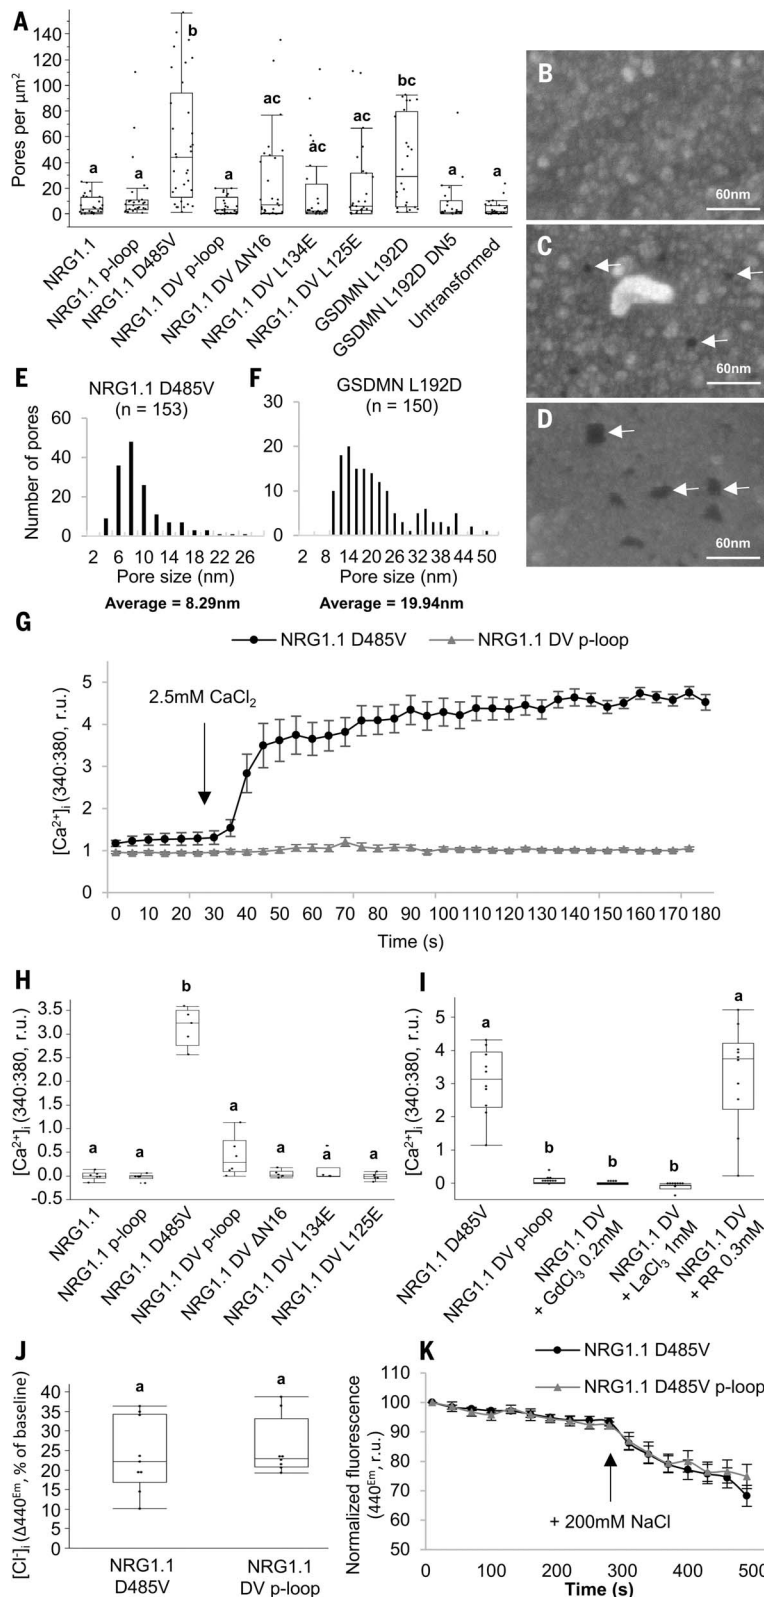 A
Pores per μm²
140
120
100
80
60
40
20
0
a
a
b
a
ac
ac
ac
bc
a
a
NRG1.1
NRG1.1 p-loop
NRG1.1 D485V
NRG1.1 DV p-loop
NRG1.1 DV ΔN16
NRG1.1 DV L134E
NRG1.1 DV L125E
GSDMN L192D
GSDMN L192D DN5
Untransformed
B
60nm
C
60nm
D
60nm
E
NRG1.1 D485V
(n = 153)
Number of pores
60
40
20
0
2 6 10 14 18 22 26
Pore size (nm)
Average = 8.29nm
F
GSDMN L192D
(n = 150)
30
20
10
0
2 8 14 20 26 32 38 44 50
Pore size (nm)
Average = 19.94nm
G
NRG1.1 D485V
NRG1.1 DV p-loop
[Ca²⁺]ᵢ (340:380, r.u.)
5
4
3
2
1
0
2.5mM CaCl₂
0 10 20 30 40 50 60 70 80 90 100 110 120 130 140 150 160 170 180
Time (s)
H
[Ca²⁺]ᵢ (340:380, r.u.)
3.5
3.0
2.5
2.0
1.5
1.0
0.5
0.0
-0.5
a
a
b
a
a
a
a
NRG1.1
NRG1.1 p-loop
NRG1.1 D485V
NRG1.1 DV p-loop
NRG1.1 DV ΔN16
NRG1.1 DV L134E
NRG1.1 DV L125E
I
[Ca²⁺]ᵢ (340:380, r.u.)
5
4
3
2
1
0
a
b
b
b
a
NRG1.1 D485V
NRG1.1 DV p-loop
NRG1.1 DV
+ GdCl₃ 0.2mM
NRG1.1 DV
+ LaCl₃ 1mM
NRG1.1 DV
+ RR 0.3mM
J
[Cl⁻]ᵢ (Δ440ᴱᵐ, % of baseline)
40
35
30
25
20
15
10
5
0
a
a
NRG1.1
D485V
NRG1.1
DV p-loop
K
NRG1.1 D485V
NRG1.1 D485V p-loop
Normalized fluorescence
(440ᴱᵐ, r.u.)
110
100
90
80
70
60
50
+ 200mM NaCl
0 100 200 300 400 500
Time (s)